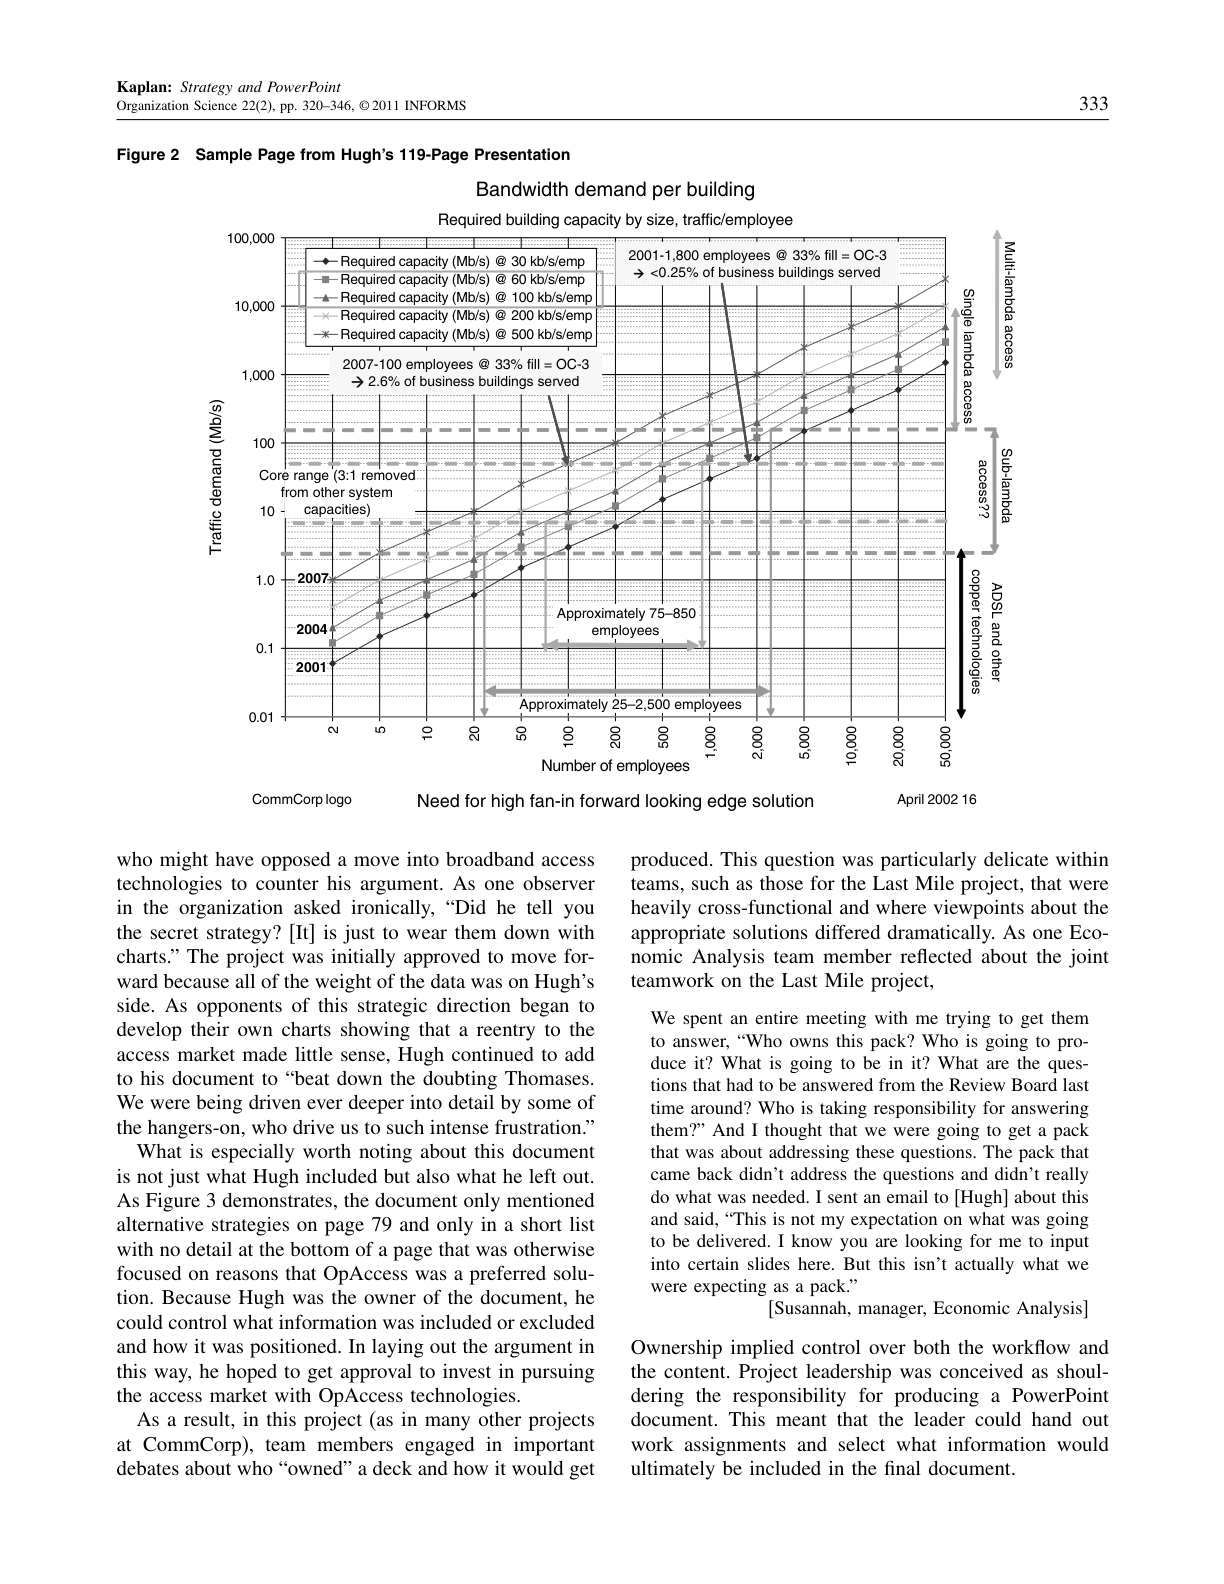 Kaplan: Strategy and PowerPoint
Organization Science 22(2), pp. 320–346, © 2011 INFORMS
333
Figure 2 Sample Page from Hugh's 119-Page Presentation
Bandwidth demand per building
Required building capacity by size, traffic/employee
100,000
10,000
1,000
100
10
1.0
0.1
0.01
Traffic demand (Mb/s)
Required capacity (Mb/s) @ 30 kb/s/emp
Required capacity (Mb/s) @ 60 kb/s/emp
Required capacity (Mb/s) @ 100 kb/s/emp
Required capacity (Mb/s) @ 200 kb/s/emp
Required capacity (Mb/s) @ 500 kb/s/emp
2001-1,800 employees @ 33% fill = OC-3
→ <0.25% of business buildings served
2007-100 employees @ 33% fill = OC-3
→ 2.6% of business buildings served
Core range (3:1 removed
from other system
capacities)
2007
2004
2001
Approximately 75–850
employees
Approximately 25–2,500 employees
Multi-lambda access
Single lambda access
Sub-lambda
access??
ADSL and other
copper technologies
2
5
10
20
50
100
200
500
1,000
2,000
5,000
10,000
20,000
50,000
Number of employees
CommCorp logo
Need for high fan-in forward looking edge solution
April 2002 16
who might have opposed a move into broadband access
technologies to counter his argument. As one observer
in the organization asked ironically, "Did he tell you
the secret strategy? [It] is just to wear them down with
charts." The project was initially approved to move for-
ward because all of the weight of the data was on Hugh's
side. As opponents of this strategic direction began to
develop their own charts showing that a reentry to the
access market made little sense, Hugh continued to add
to his document to "beat down the doubting Thomases.
We were being driven ever deeper into detail by some of
the hangers-on, who drive us to such intense frustration."
What is especially worth noting about this document
is not just what Hugh included but also what he left out.
As Figure 3 demonstrates, the document only mentioned
alternative strategies on page 79 and only in a short list
with no detail at the bottom of a page that was otherwise
focused on reasons that OpAccess was a preferred solu-
tion. Because Hugh was the owner of the document, he
could control what information was included or excluded
and how it was positioned. In laying out the argument in
this way, he hoped to get approval to invest in pursuing
the access market with OpAccess technologies.
As a result, in this project (as in many other projects
at CommCorp), team members engaged in important
debates about who "owned" a deck and how it would get
produced. This question was particularly delicate within
teams, such as those for the Last Mile project, that were
heavily cross-functional and where viewpoints about the
appropriate solutions differed dramatically. As one Eco-
nomic Analysis team member reflected about the joint
teamwork on the Last Mile project,
We spent an entire meeting with me trying to get them
to answer, "Who owns this pack? Who is going to pro-
duce it? What is going to be in it? What are the ques-
tions that had to be answered from the Review Board last
time around? Who is taking responsibility for answering
them?" And I thought that we were going to get a pack
that was about addressing these questions. The pack that
came back didn't address the questions and didn't really
do what was needed. I sent an email to [Hugh] about this
and said, "This is not my expectation on what was going
to be delivered. I know you are looking for me to input
into certain slides here. But this isn't actually what we
were expecting as a pack."
[Susannah, manager, Economic Analysis]
Ownership implied control over both the workflow and
the content. Project leadership was conceived as shoul-
dering the responsibility for producing a PowerPoint
document. This meant that the leader could hand out
work assignments and select what information would
ultimately be included in the final document.